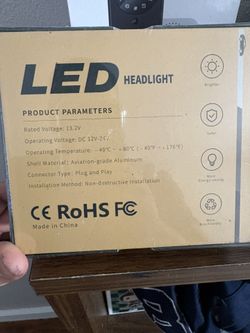 LED HEADLIGHT
PRODUCT PARAMETERS
Rated Voltage: 13.2V
Operating Voltage: DC 12V-24V
Operating Temperature: -40℃ ~ +80℃ (-40℉ ~ +176℉)
Shell Material: Aviation-grade Aluminum
Connector Type: Plug and Play
Installation Method: Non-Destructive Installation
CE RoHS FC
Made in China
Brighter
Safer
More